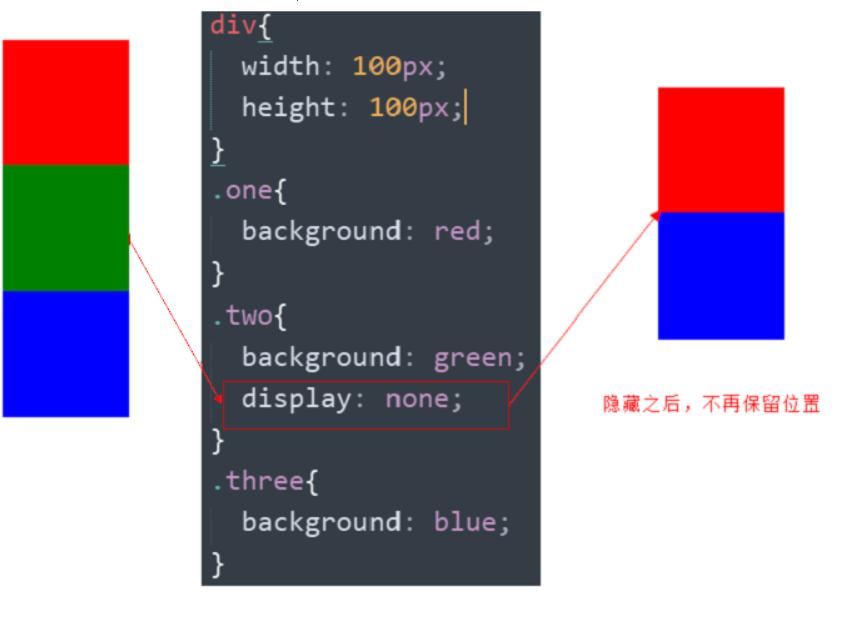 div{
width: 100px;
height: 100px;
}
.one{
background: red;
}
.two{
background: green;
display: none;
}
.three{
background: blue;
}
隐藏之后，不再保留位置